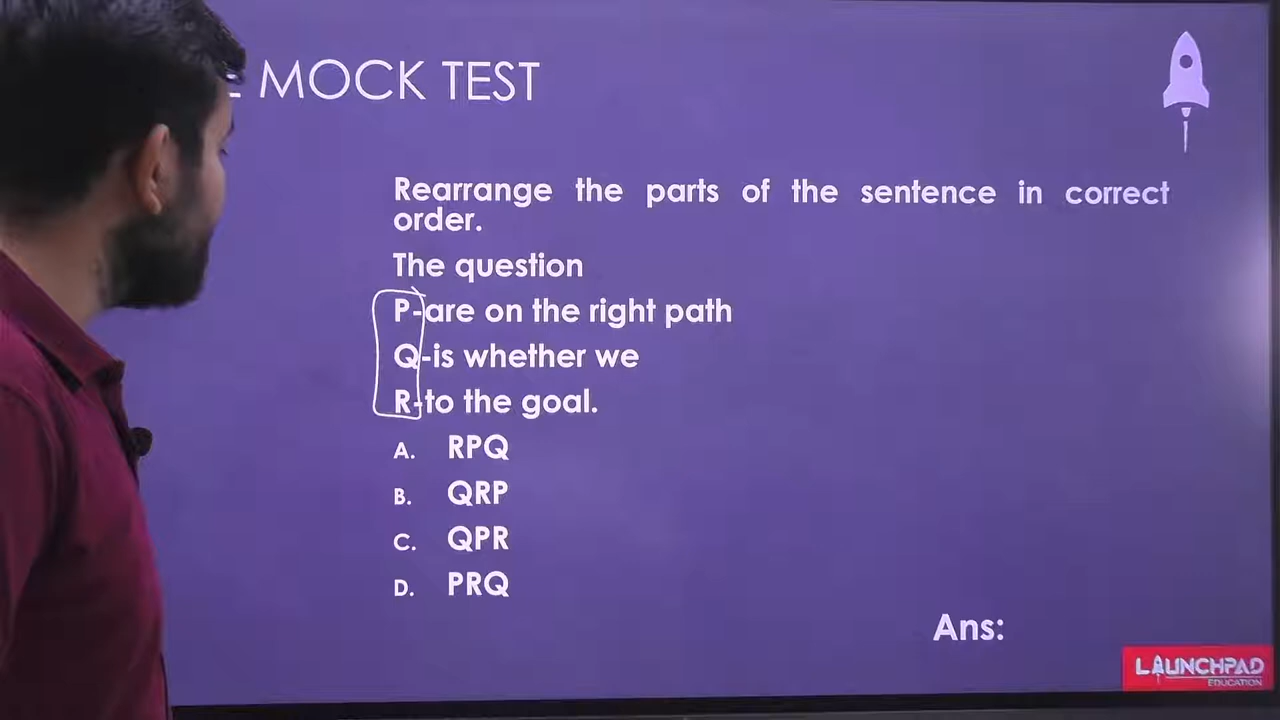 MOCK TEST
Rearrange the parts of the sentence in correct
order.
The question
P-are on the right path
Q-is whether we
R-to the goal.
A. RPQ
B. QRP
C. QPR
D. PRQ
Ans:
LAUNCHPAD
EDUCATION